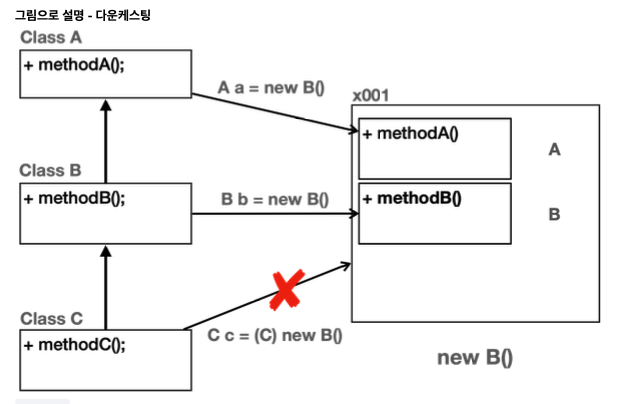 그림으로 설명 - 다운케스팅
Class A
+ methodA();
A a = new B()
x001
+ methodA()
A
Class B
+ methodB();
B b = new B()
+ methodB()
B
Class C
+ methodC();
C c = (C) new B()
new B()